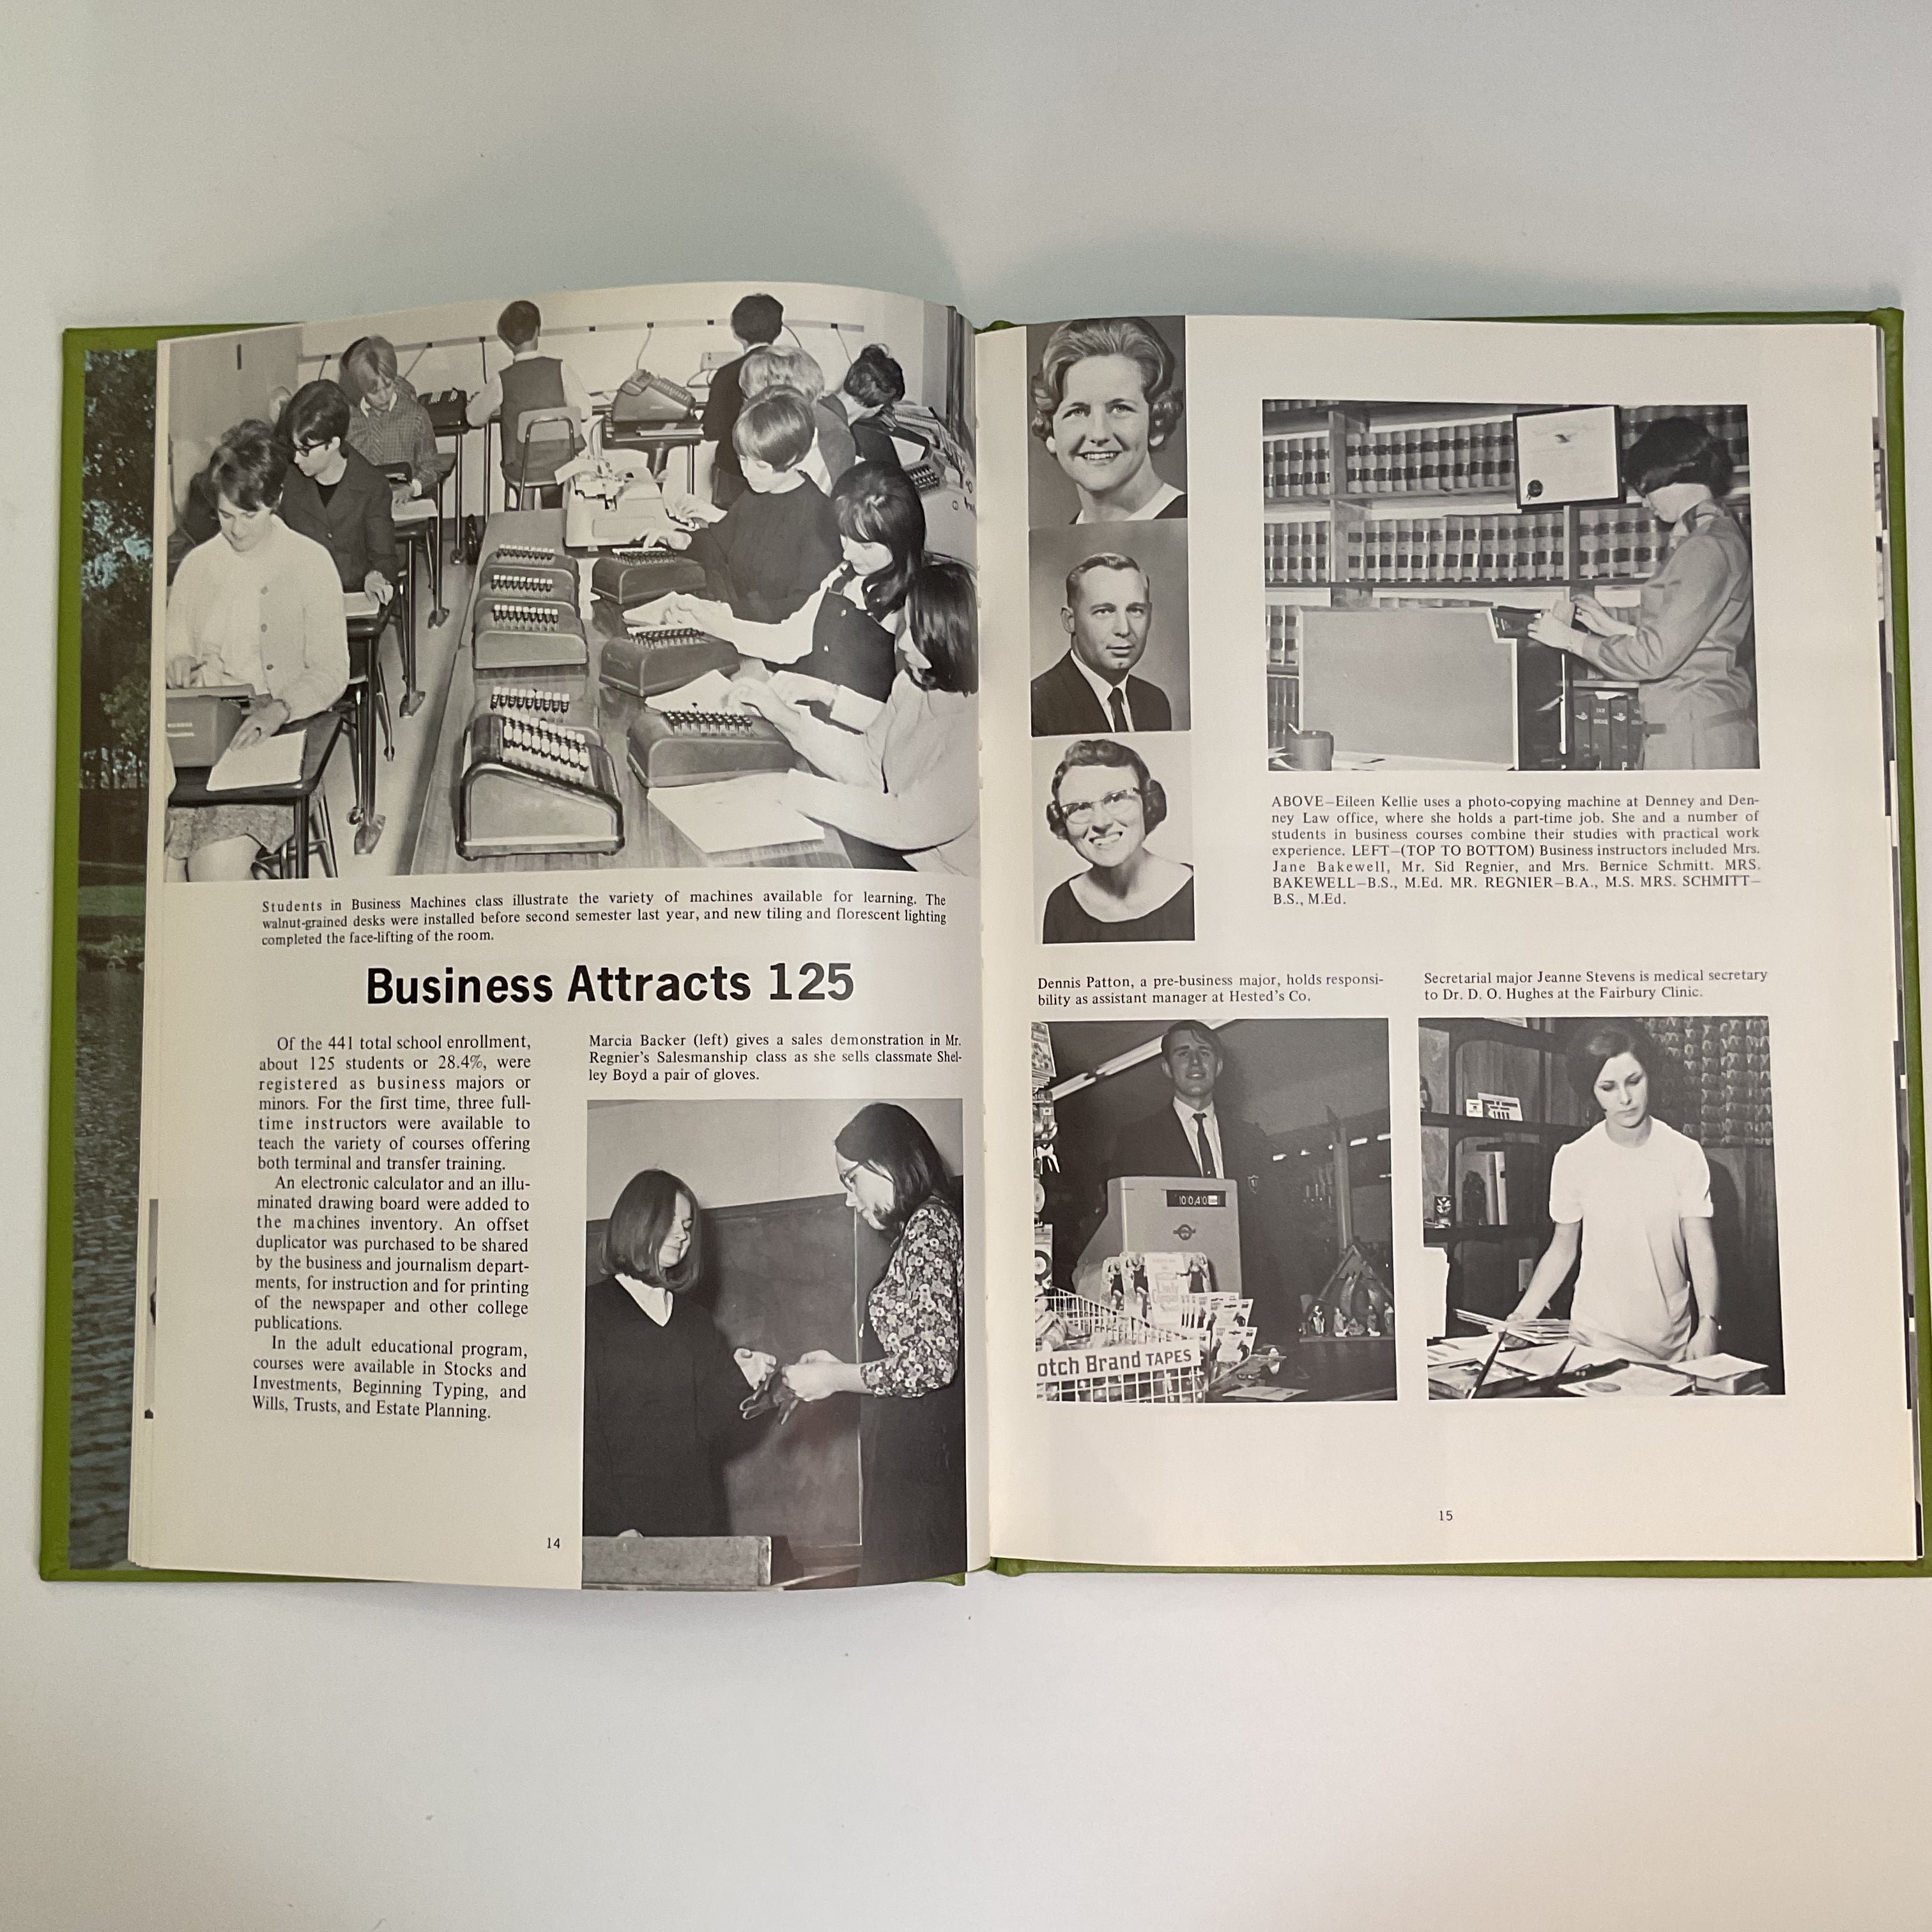 Students in Business Machines class illustrate the variety of machines available for learning. The
walnut-grained desks were installed before second semester last year, and new tiling and florescent lighting
completed the face-lifting of the room.
Business Attracts 125
Of the 441 total school enrollment,
about 125 students or 28.4%, were
registered as business majors or
minors. For the first time, three full-
time instructors were available to
teach the variety of courses offering
both terminal and transfer training.
An electronic calculator and an illu-
minated drawing board were added to
the machines inventory. An offset
duplicator was purchased to be shared
by the business and journalism depart-
ments, for instruction and for printing
of the newspaper and other college
publications.
In the adult educational program,
courses were available in Stocks and
Investments, Beginning Typing, and
Wills, Trusts, and Estate Planning.
Marcia Backer (left) gives a sales demonstration in Mr.
Regnier's Salesmanship class as she sells classmate Shel-
ley Boyd a pair of gloves.
14
ABOVE—Eileen Kellie uses a photo-copying machine at Denney and Den-
ney Law office, where she holds a part-time job. She and a number of
students in business courses combine their studies with practical work
experience. LEFT—(TOP TO BOTTOM) Business instructors included Mrs.
Jane Bakewell, Mr. Sid Regnier, and Mrs. Bernice Schmitt. MRS.
BAKEWELL—B.S., M.Ed. MR. REGNIER—B.A., M.S. MRS. SCHMITT—
B.S., M.Ed.
Dennis Patton, a pre-business major, holds responsi-
bility as assistant manager at Hested's Co.
Secretarial major Jeanne Stevens is medical secretary
to Dr. D. O. Hughes at the Fairbury Clinic.
otch Brand TAPES
15